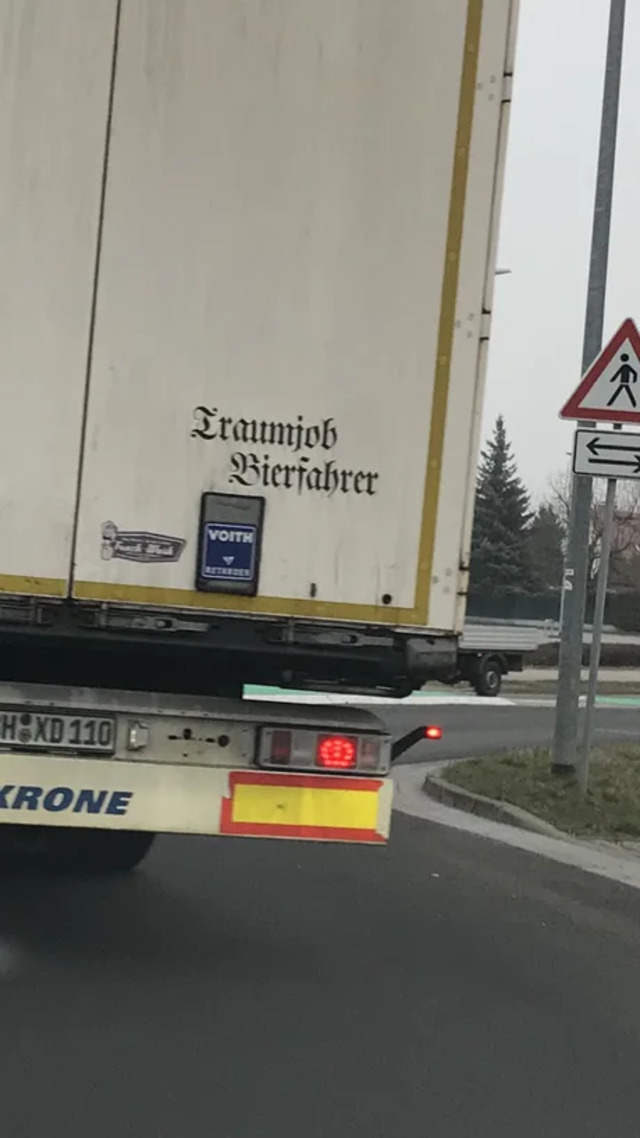 Traumjob
Bierfahrer
VOITH
RETARDER
H XD 110
KRONE